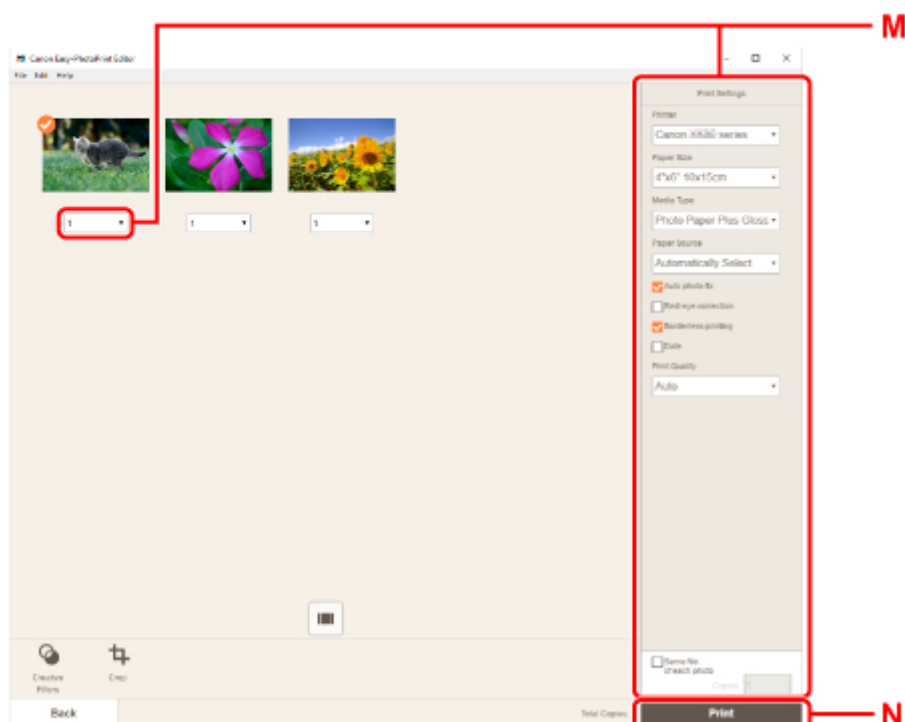 M
Canon Easy-PhotoPrint Editor
File Edit Help
Print Settings
Printer
Canon series
Paper Size
4"x6" 10x15cm
Media Type
Photo Paper Plus Gloss
Paper Source
Automatically Select
Auto photo fix
Red-eye correction
Borderless printing
Date
Print Quality
Auto
1
1
1
Creative
Filters
Crop
Same No.
of each photo
Copies 1
Back
Total Copies:
Print
N